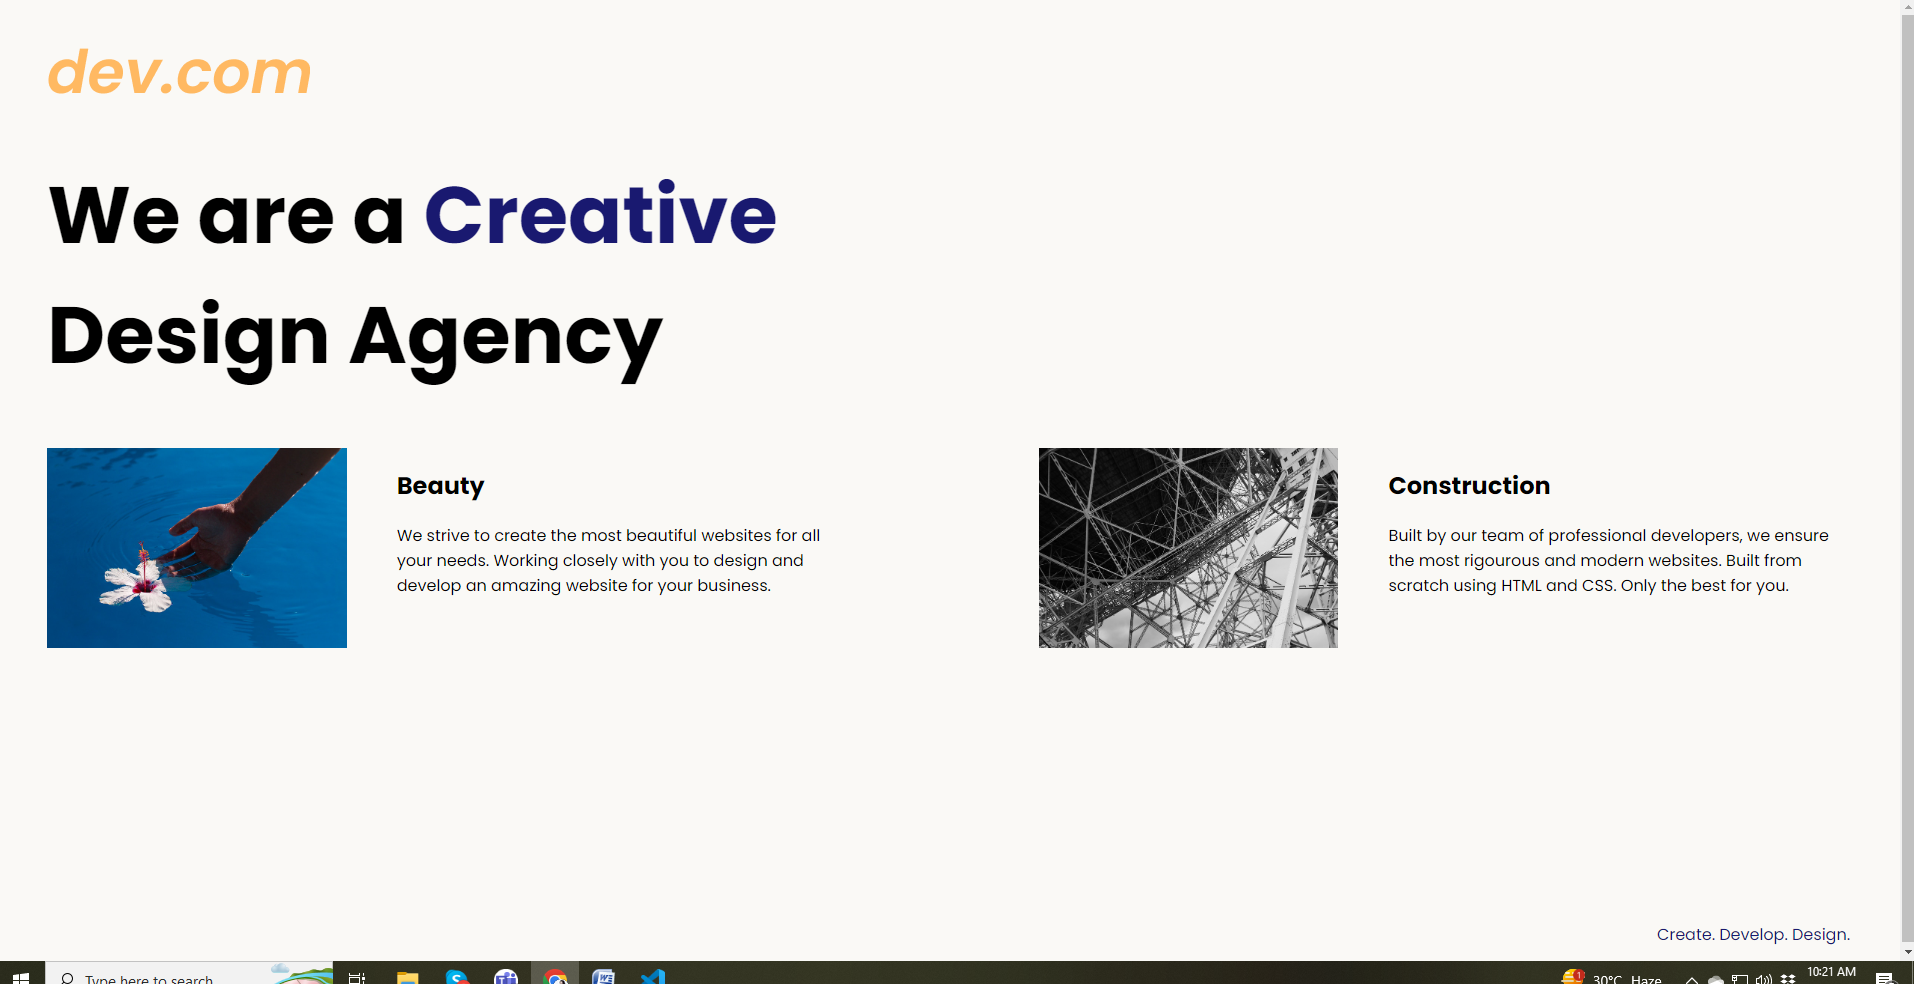 dev.com
We are a Creative
Design Agency
Beauty
We strive to create the most beautiful websites for all
your needs. Working closely with you to design and
develop an amazing website for your business.
Construction
Built by our team of professional developers, we ensure
the most rigourous and modern websites. Built from
scratch using HTML and CSS. Only the best for you.
Create. Develop. Design.
Type here to search
1
30°C Haze
10:21 AM